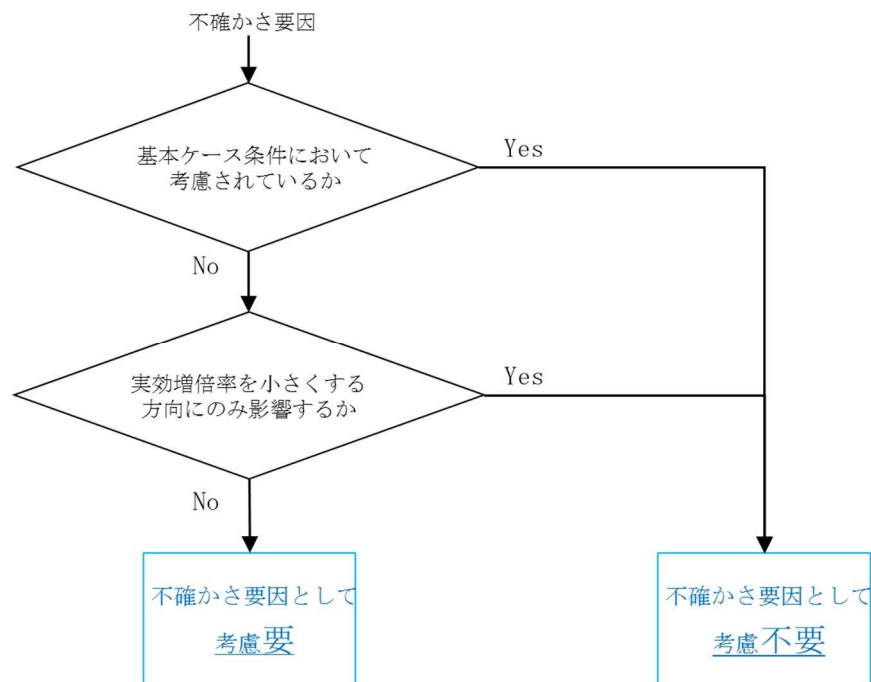 不確かさ要因
基本ケース条件において
考慮されているか
Yes
No
実効増倍率を小さくする
方向にのみ影響するか
Yes
No
不確かさ要因として
考慮要
不確かさ要因として
考慮不要